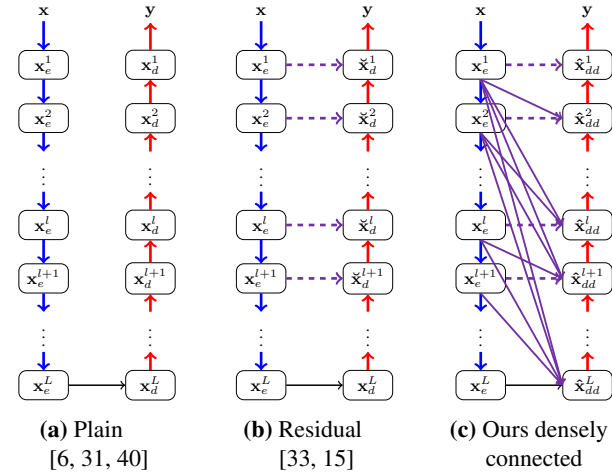 x y x y x y
x_e^1 x_d^1 x_e^1 x̆_d^1 x_e^1 x̂_dd^1
x_e^2 x_d^2 x_e^2 x̆_d^2 x_e^2 x̂_dd^2
⋮ ⋮ ⋮ ⋮ ⋮ ⋮
x_e^l x_d^l x_e^l x̆_d^l x_e^l x̂_dd^l
x_e^{l+1} x_d^{l+1} x_e^{l+1} x̆_d^{l+1} x_e^{l+1} x̂_dd^{l+1}
⋮ ⋮ ⋮ ⋮ ⋮ ⋮
x_e^L x_d^L x_e^L x_d^L x_e^L x̂_dd^L
(a) Plain
[6, 31, 40]
(b) Residual
[33, 15]
(c) Ours densely
connected